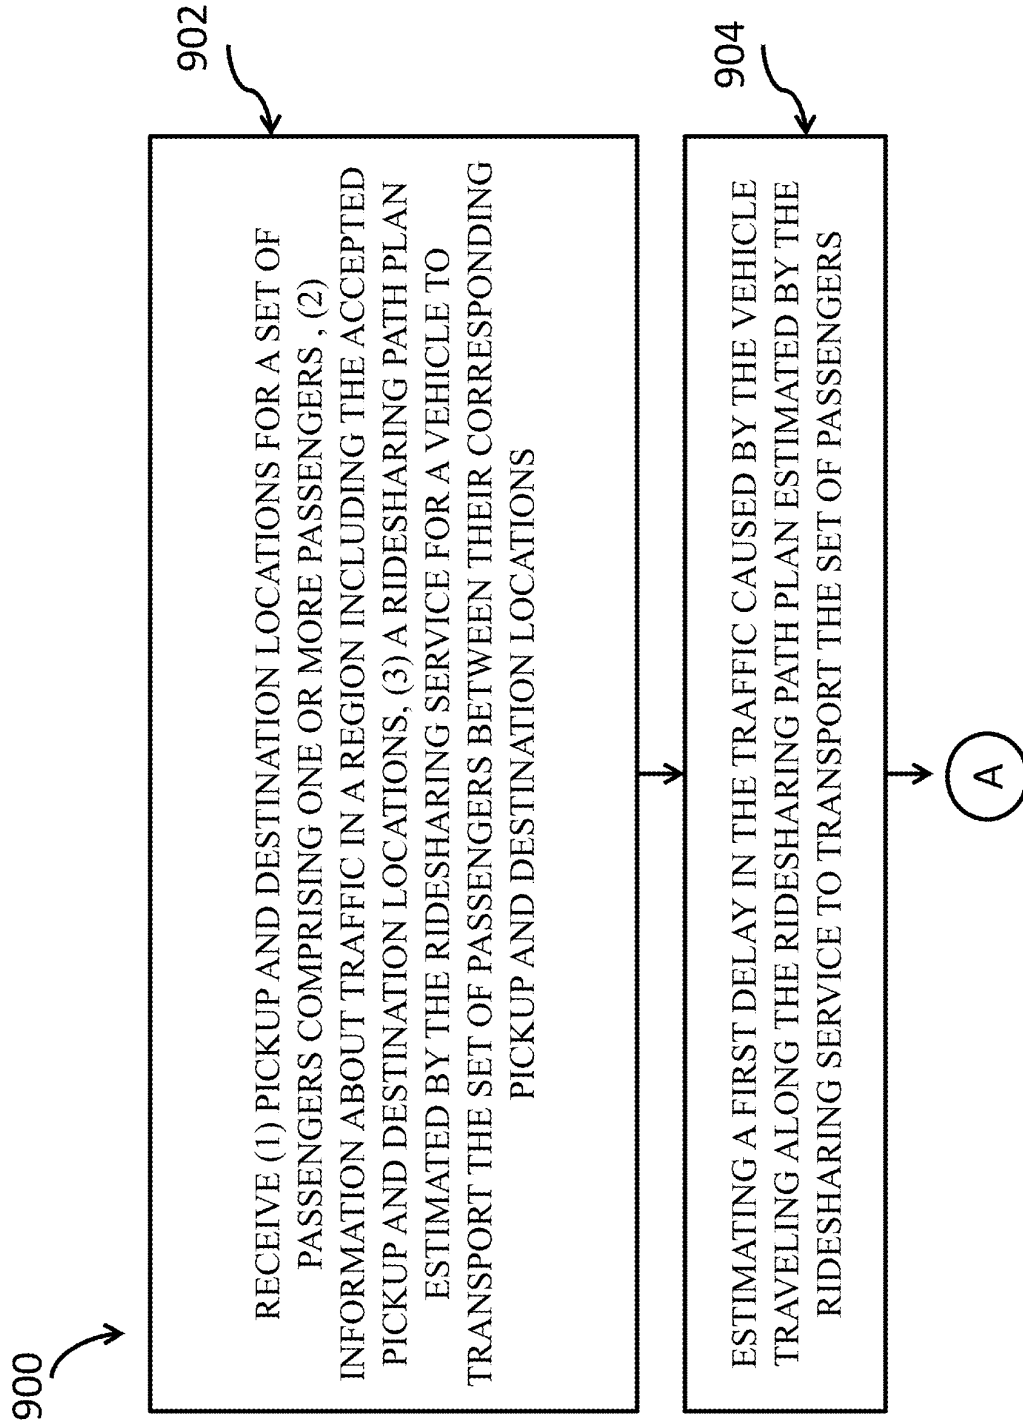 900
902
RECEIVE (1) PICKUP AND DESTINATION LOCATIONS FOR A SET OF
PASSENGERS COMPRISING ONE OR MORE PASSENGERS , (2)
INFORMATION ABOUT TRAFFIC IN A REGION INCLUDING THE ACCEPTED
PICKUP AND DESTINATION LOCATIONS, (3) A RIDESHARING PATH PLAN
ESTIMATED BY THE RIDESHARING SERVICE FOR A VEHICLE TO
TRANSPORT THE SET OF PASSENGERS BETWEEN THEIR CORRESPONDING
PICKUP AND DESTINATION LOCATIONS
904
ESTIMATING A FIRST DELAY IN THE TRAFFIC CAUSED BY THE VEHICLE
TRAVELING ALONG THE RIDESHARING PATH PLAN ESTIMATED BY THE
RIDESHARING SERVICE TO TRANSPORT THE SET OF PASSENGERS
A